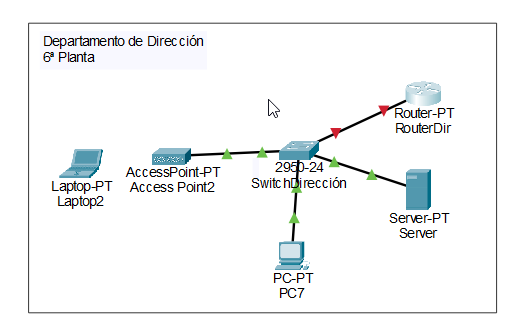 Departamento de Dirección
6ª Planta
Router-PT
RouterDir
AccessPoint-PT
Access Point2
2950-24
SwitchDirección
Laptop-PT
Laptop2
Server-PT
Server
PC-PT
PC7